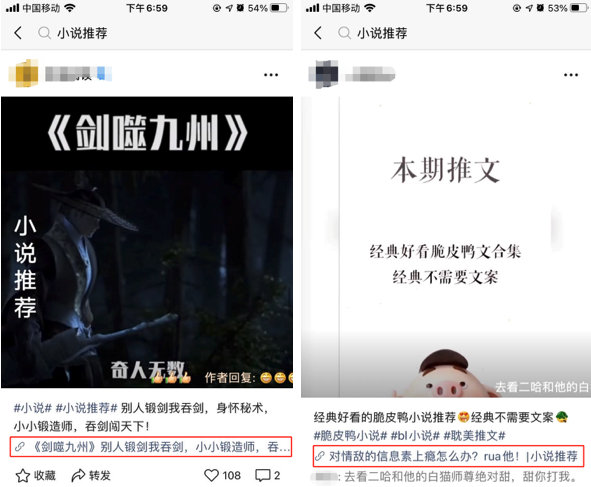 中国移动
下午6:59
54%
小说推荐
《剑噬九州》
小说推荐
奇人无数
作者回复:
#小说# #小说推荐# 别人锻剑我吞剑，身怀秘术，
小小锻造师，吞剑闯天下！
《剑噬九州》别人锻剑我吞剑，小小锻造师，吞...
收藏
转发
108
2
中国移动
下午6:59
53%
小说推荐
本期推文
经典好看脆皮鸭文合集
经典不需要文案
去看二哈和他的白
经典好看的脆皮鸭小说推荐经典不需要文案
#脆皮鸭小说# #bl小说# #耽美推文#
对情敌的信息素上瘾怎么办？rua他！|小说推荐
: 去看二哈和他的白猫师尊绝对甜，甜你打我。